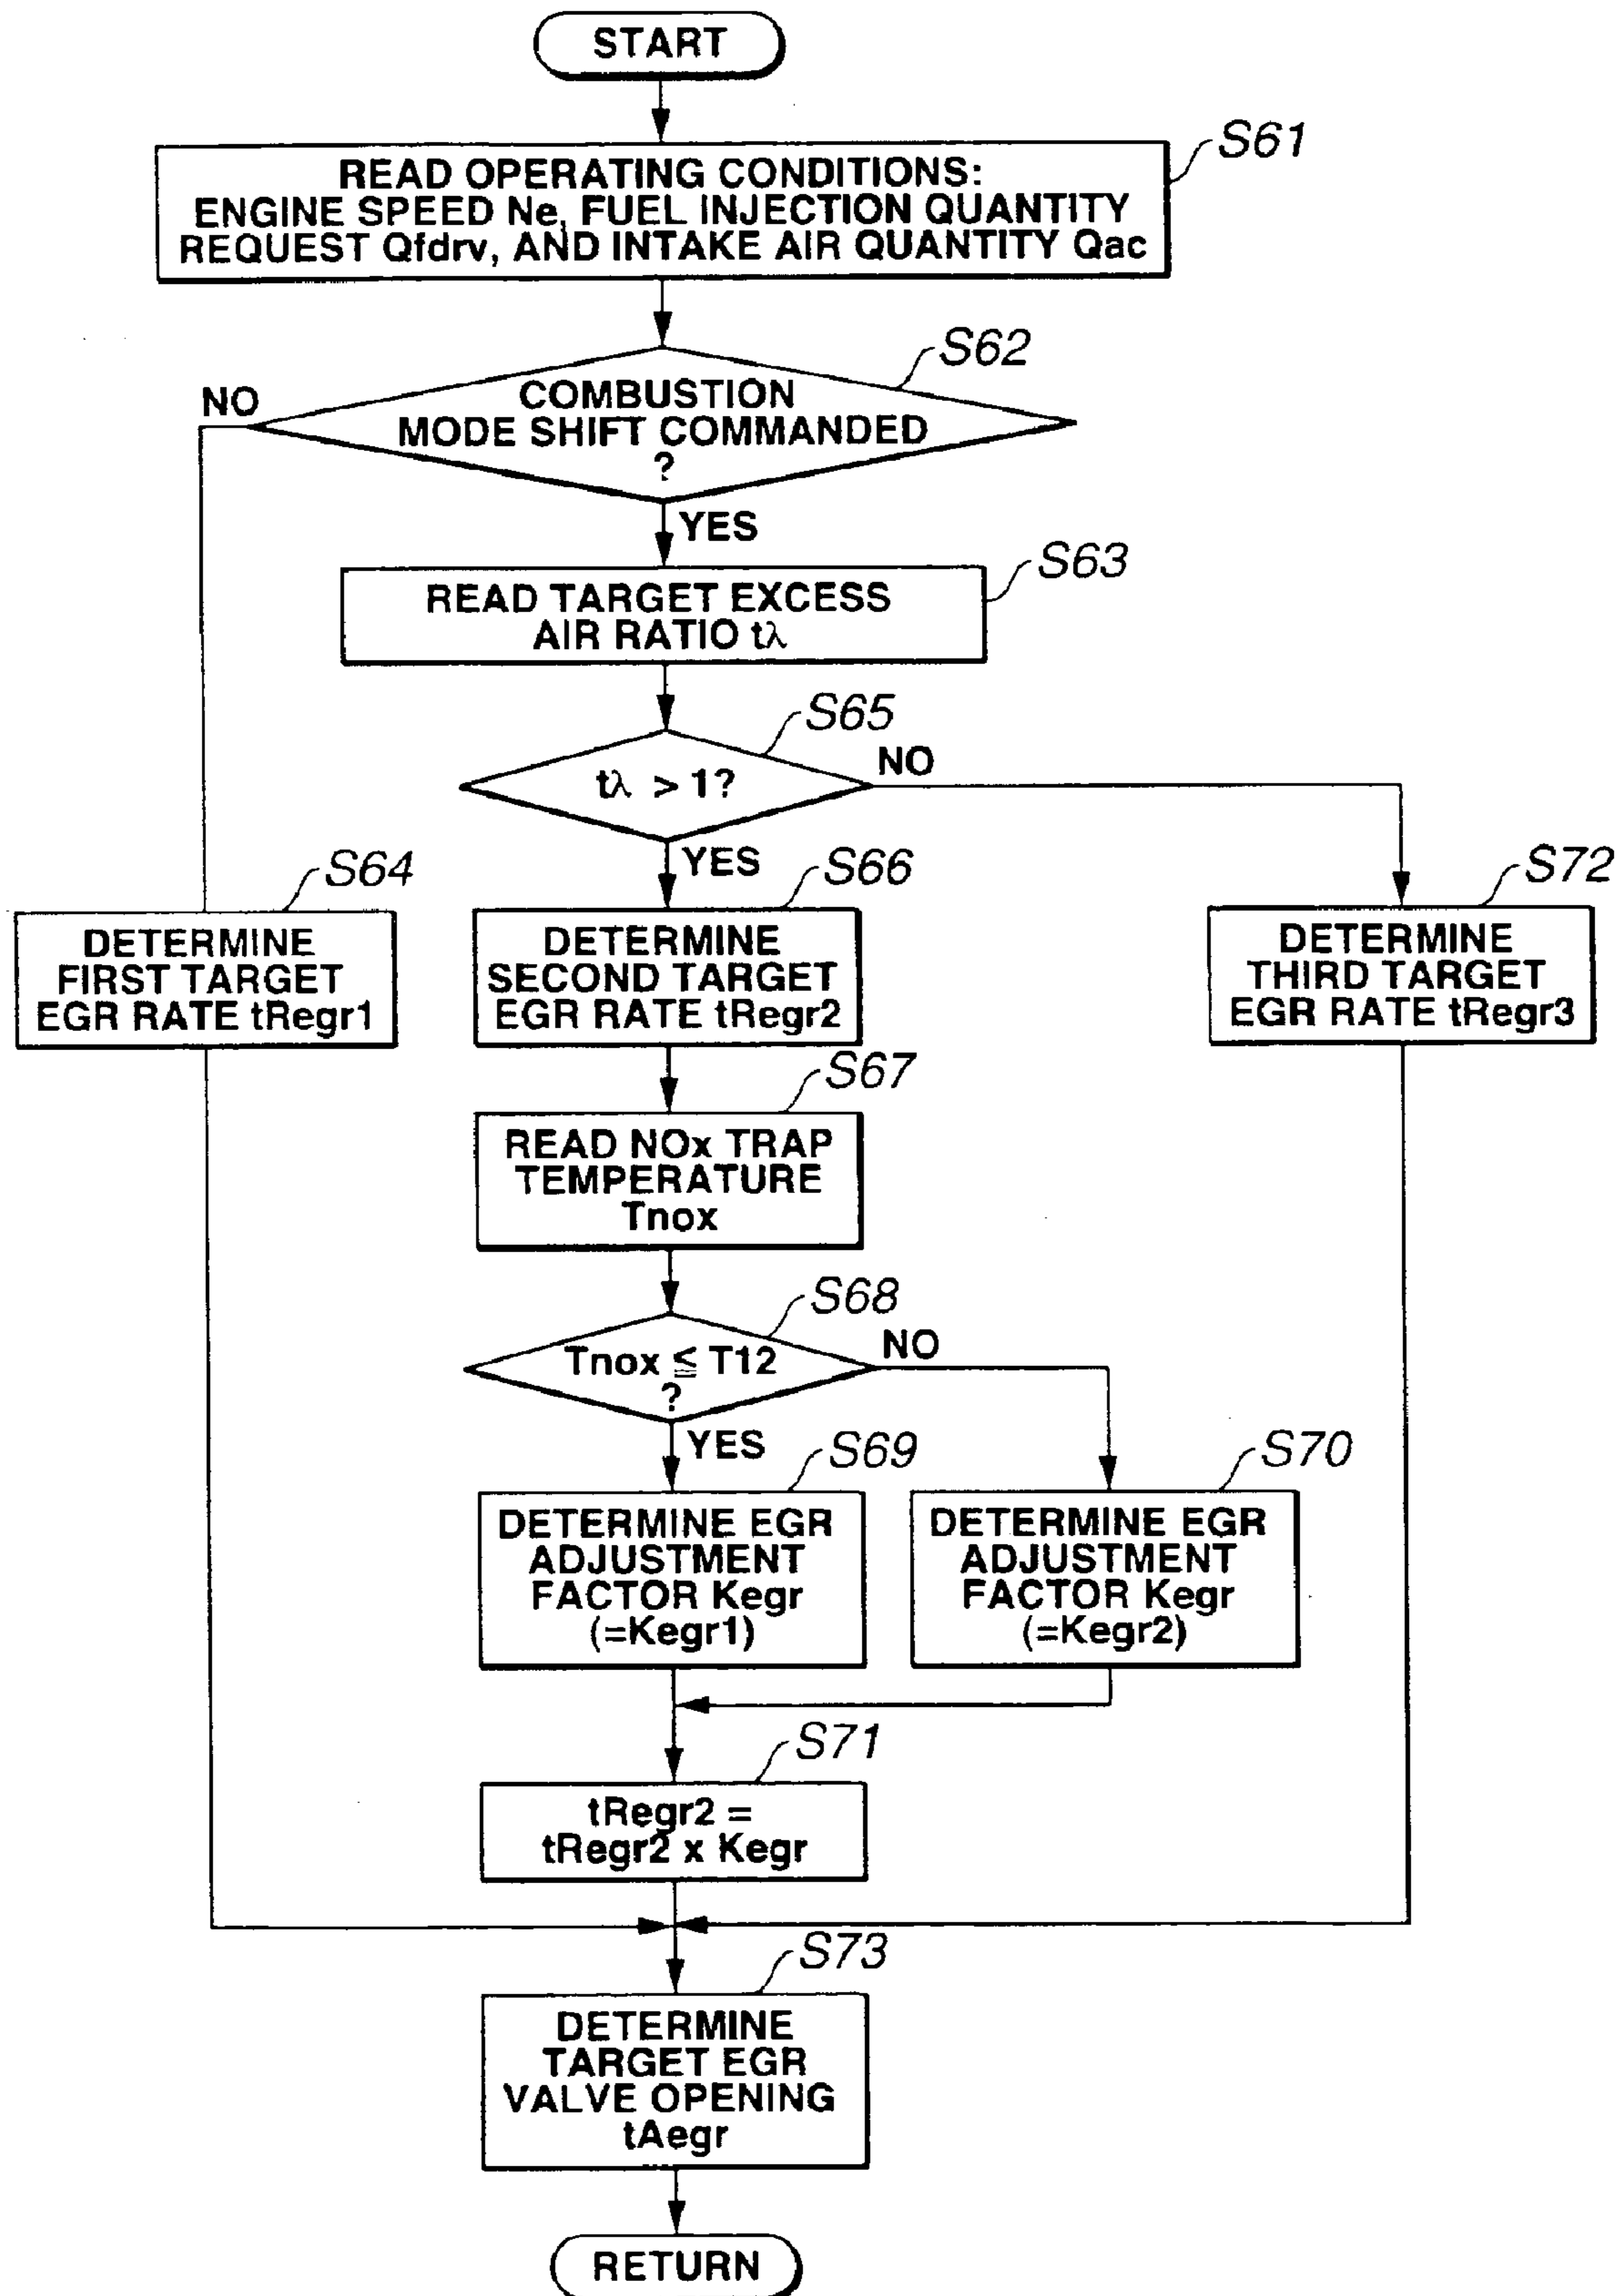 START
S61
READ OPERATING CONDITIONS:
ENGINE SPEED Ne, FUEL INJECTION QUANTITY
REQUEST Qfdrv, AND INTAKE AIR QUANTITY Qac
S62
NO
COMBUSTION
MODE SHIFT COMMANDED
?
YES
S63
READ TARGET EXCESS
AIR RATIO tλ
S65
tλ > 1?
NO
YES
S64
DETERMINE
FIRST TARGET
EGR RATE tRegr1
S66
DETERMINE
SECOND TARGET
EGR RATE tRegr2
S72
DETERMINE
THIRD TARGET
EGR RATE tRegr3
S67
READ NOx TRAP
TEMPERATURE
Tnox
S68
Tnox ≦ T12
?
NO
YES
S69
DETERMINE EGR
ADJUSTMENT
FACTOR Kegr
(=Kegr1)
S70
DETERMINE EGR
ADJUSTMENT
FACTOR Kegr
(=Kegr2)
S71
tRegr2 =
tRegr2 x Kegr
S73
DETERMINE
TARGET EGR
VALVE OPENING
tAegr
RETURN